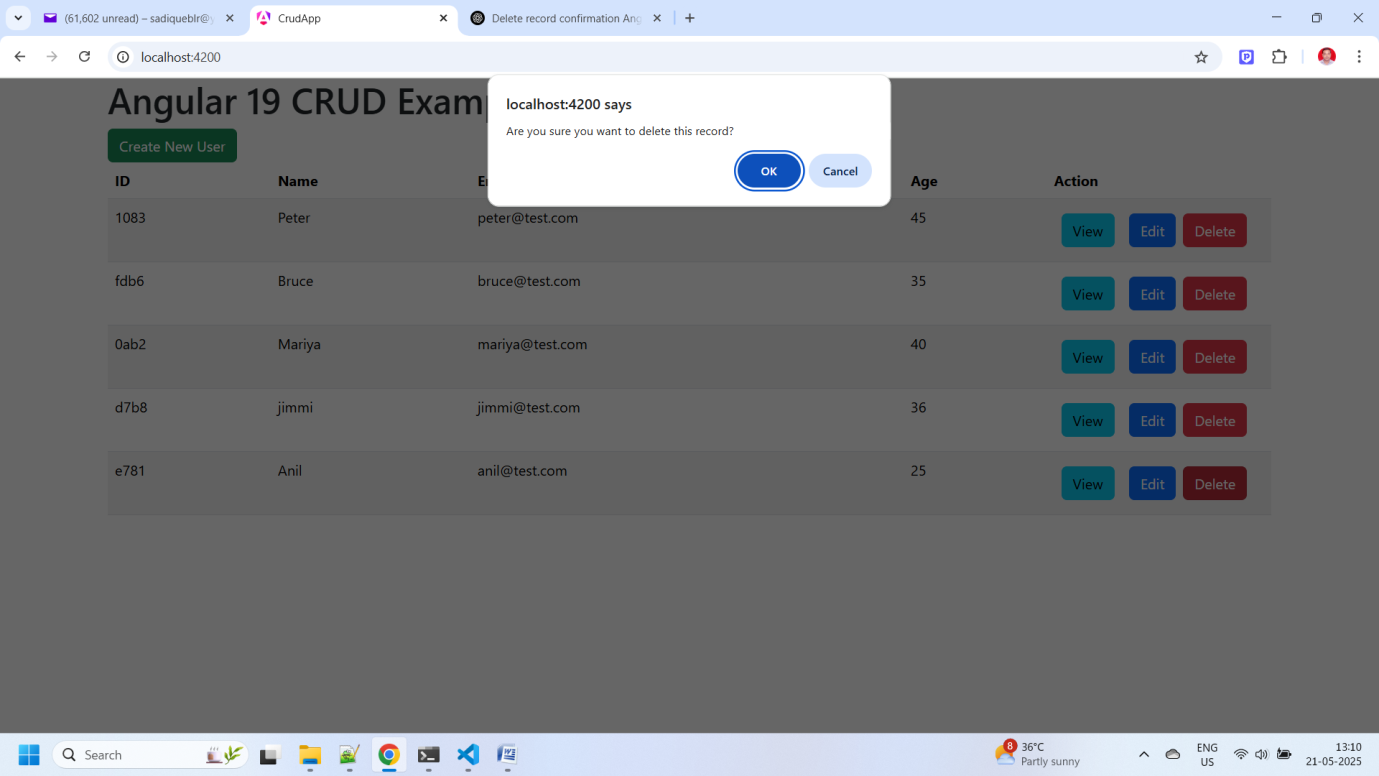 (61,602 unread) – sadiqueblr@y
CrudApp
Delete record confirmation Ang
localhost:4200
Angular 19 CRUD Examp
localhost:4200 says
Are you sure you want to delete this record?
OK Cancel
Create New User
ID Name Age Action
1083 Peter peter@test.com 45 View Edit Delete
fdb6 Bruce bruce@test.com 35 View Edit Delete
0ab2 Mariya mariya@test.com 40 View Edit Delete
d7b8 jimmi jimmi@test.com 36 View Edit Delete
e781 Anil anil@test.com 25 View Edit Delete
Search
8
36°C
Partly sunny
ENG
US
13:10
21-05-2025